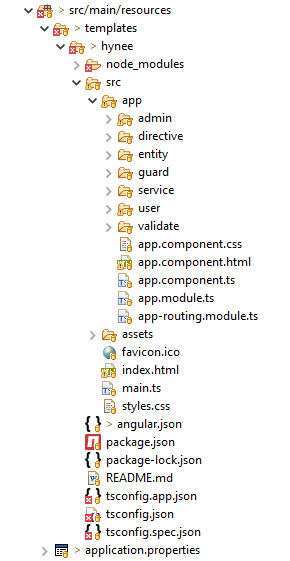 > src/main/resources
> templates
> hynee
node_modules
src
app
admin
directive
entity
guard
service
user
validate
app.component.css
app.component.html
app.component.ts
app.module.ts
app-routing.module.ts
assets
favicon.ico
index.html
main.ts
styles.css
> angular.json
package.json
package-lock.json
README.md
tsconfig.app.json
tsconfig.json
tsconfig.spec.json
> application.properties